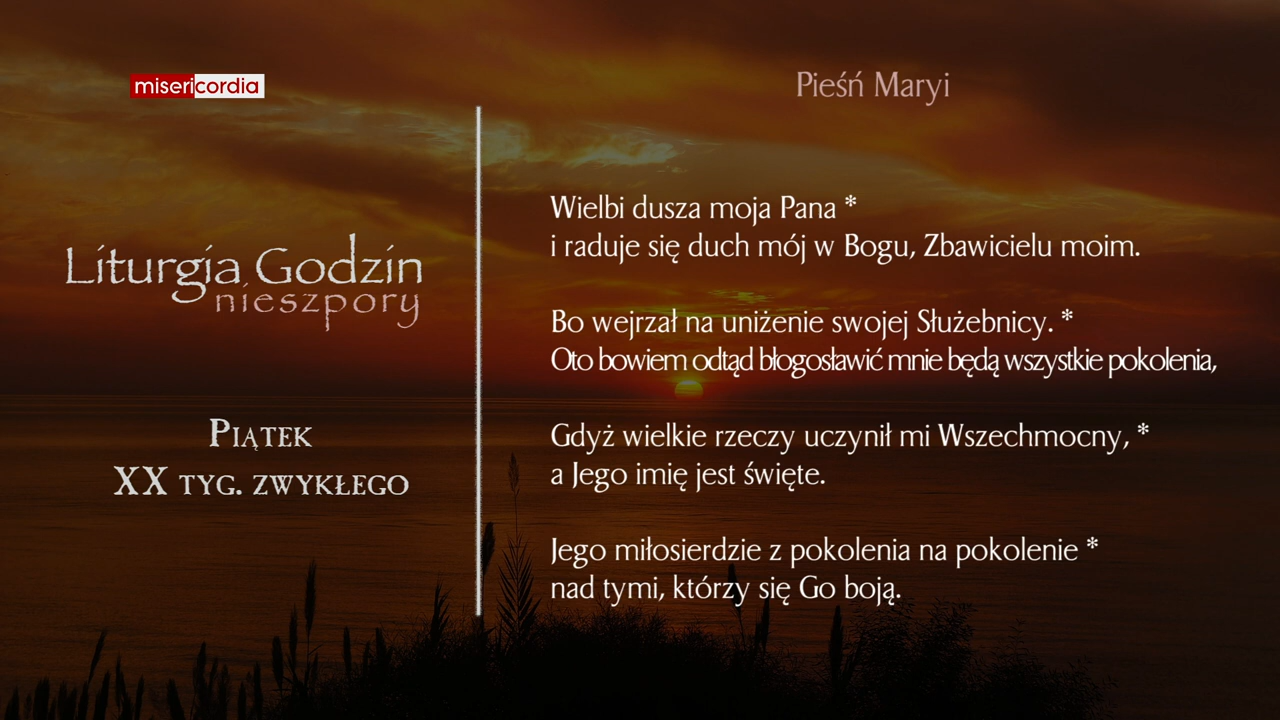 misericordia
Liturgia Godzin
nieszpory
Piątek
XX tyg. zwykłego
Pieśń Maryi
Wielbi dusza moja Pana *
i raduje się duch mój w Bogu, Zbawicielu moim.
Bo wejrzał na uniżenie swojej Służebnicy. *
Oto bowiem odtąd błogosławić mnie będą wszystkie pokolenia,
Gdyż wielkie rzeczy uczynił mi Wszechmocny, *
a Jego imię jest święte.
Jego miłosierdzie z pokolenia na pokolenie *
nad tymi, którzy się Go boją.